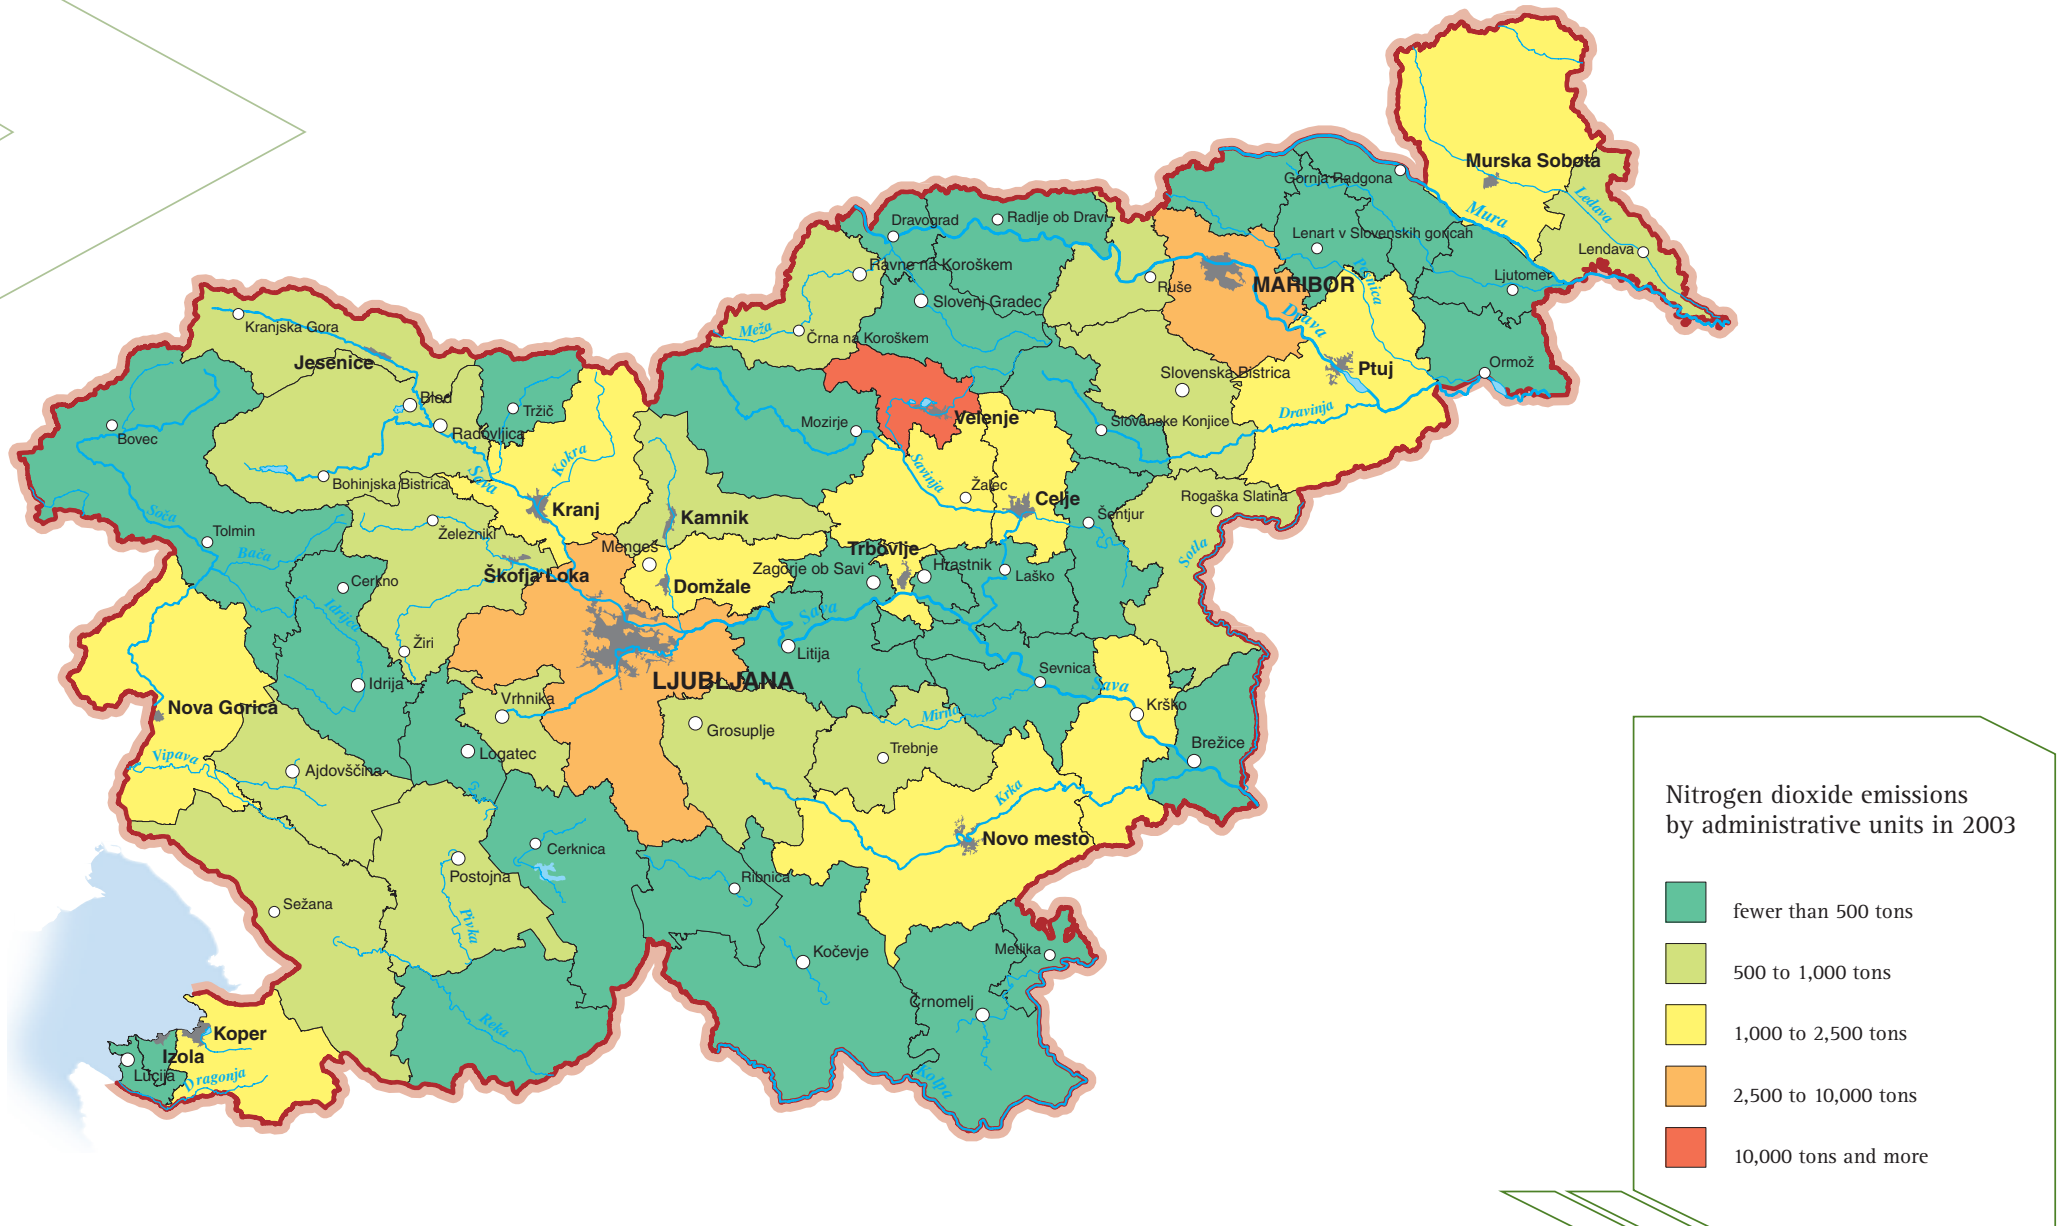 Murska Sobota
Gornja Radgona
Ledava
Mura
Dravograd
Radlje ob Dravi
Lenart v Slovenskih goricah
Lendava
Ravne na Koroškem
Pesnica
Ljutomer
Ruše
MARIBOR
Slovenj Gradec
Kranjska Gora
Meža
Črna na Koroškem
Drava
Jesenice
Ormož
Slovenska Bistrica
Ptuj
Bled
Tržič
Velenje
Dravinja
Bovec
Radovljica
Mozirje
Slovenske Konjice
Kokra
Savinja
Sava
Bohinjska Bistrica
Žalec
Celje
Rogaška Slatina
Kranj
Kamnik
Šentjur
Soča
Tolmin
Železniki
Bača
Mengeš
Trbovlje
Sotla
Zagorje ob Savi
Hrastnik
Laško
Cerkno
Škofja Loka
Domžale
Idrijca
Sava
Žiri
Litija
Sevnica
Idrija
LJUBLJANA
Sava
Vrhnika
Krško
Nova Gorica
Mirna
Grosuplje
Brežice
Logatec
Trebnje
Vipava
Ajdovščina
Krka
Novo mesto
Cerknica
Postojna
Ribnica
Sežana
Pivka
Kočevje
Metlika
Črnomelj
Reka
Koper
Izola
Lucija
Dragonja
Kolpa
Nitrogen dioxide emissions
by administrative units in 2003
fewer than 500 tons
500 to 1,000 tons
1,000 to 2,500 tons
2,500 to 10,000 tons
10,000 tons and more